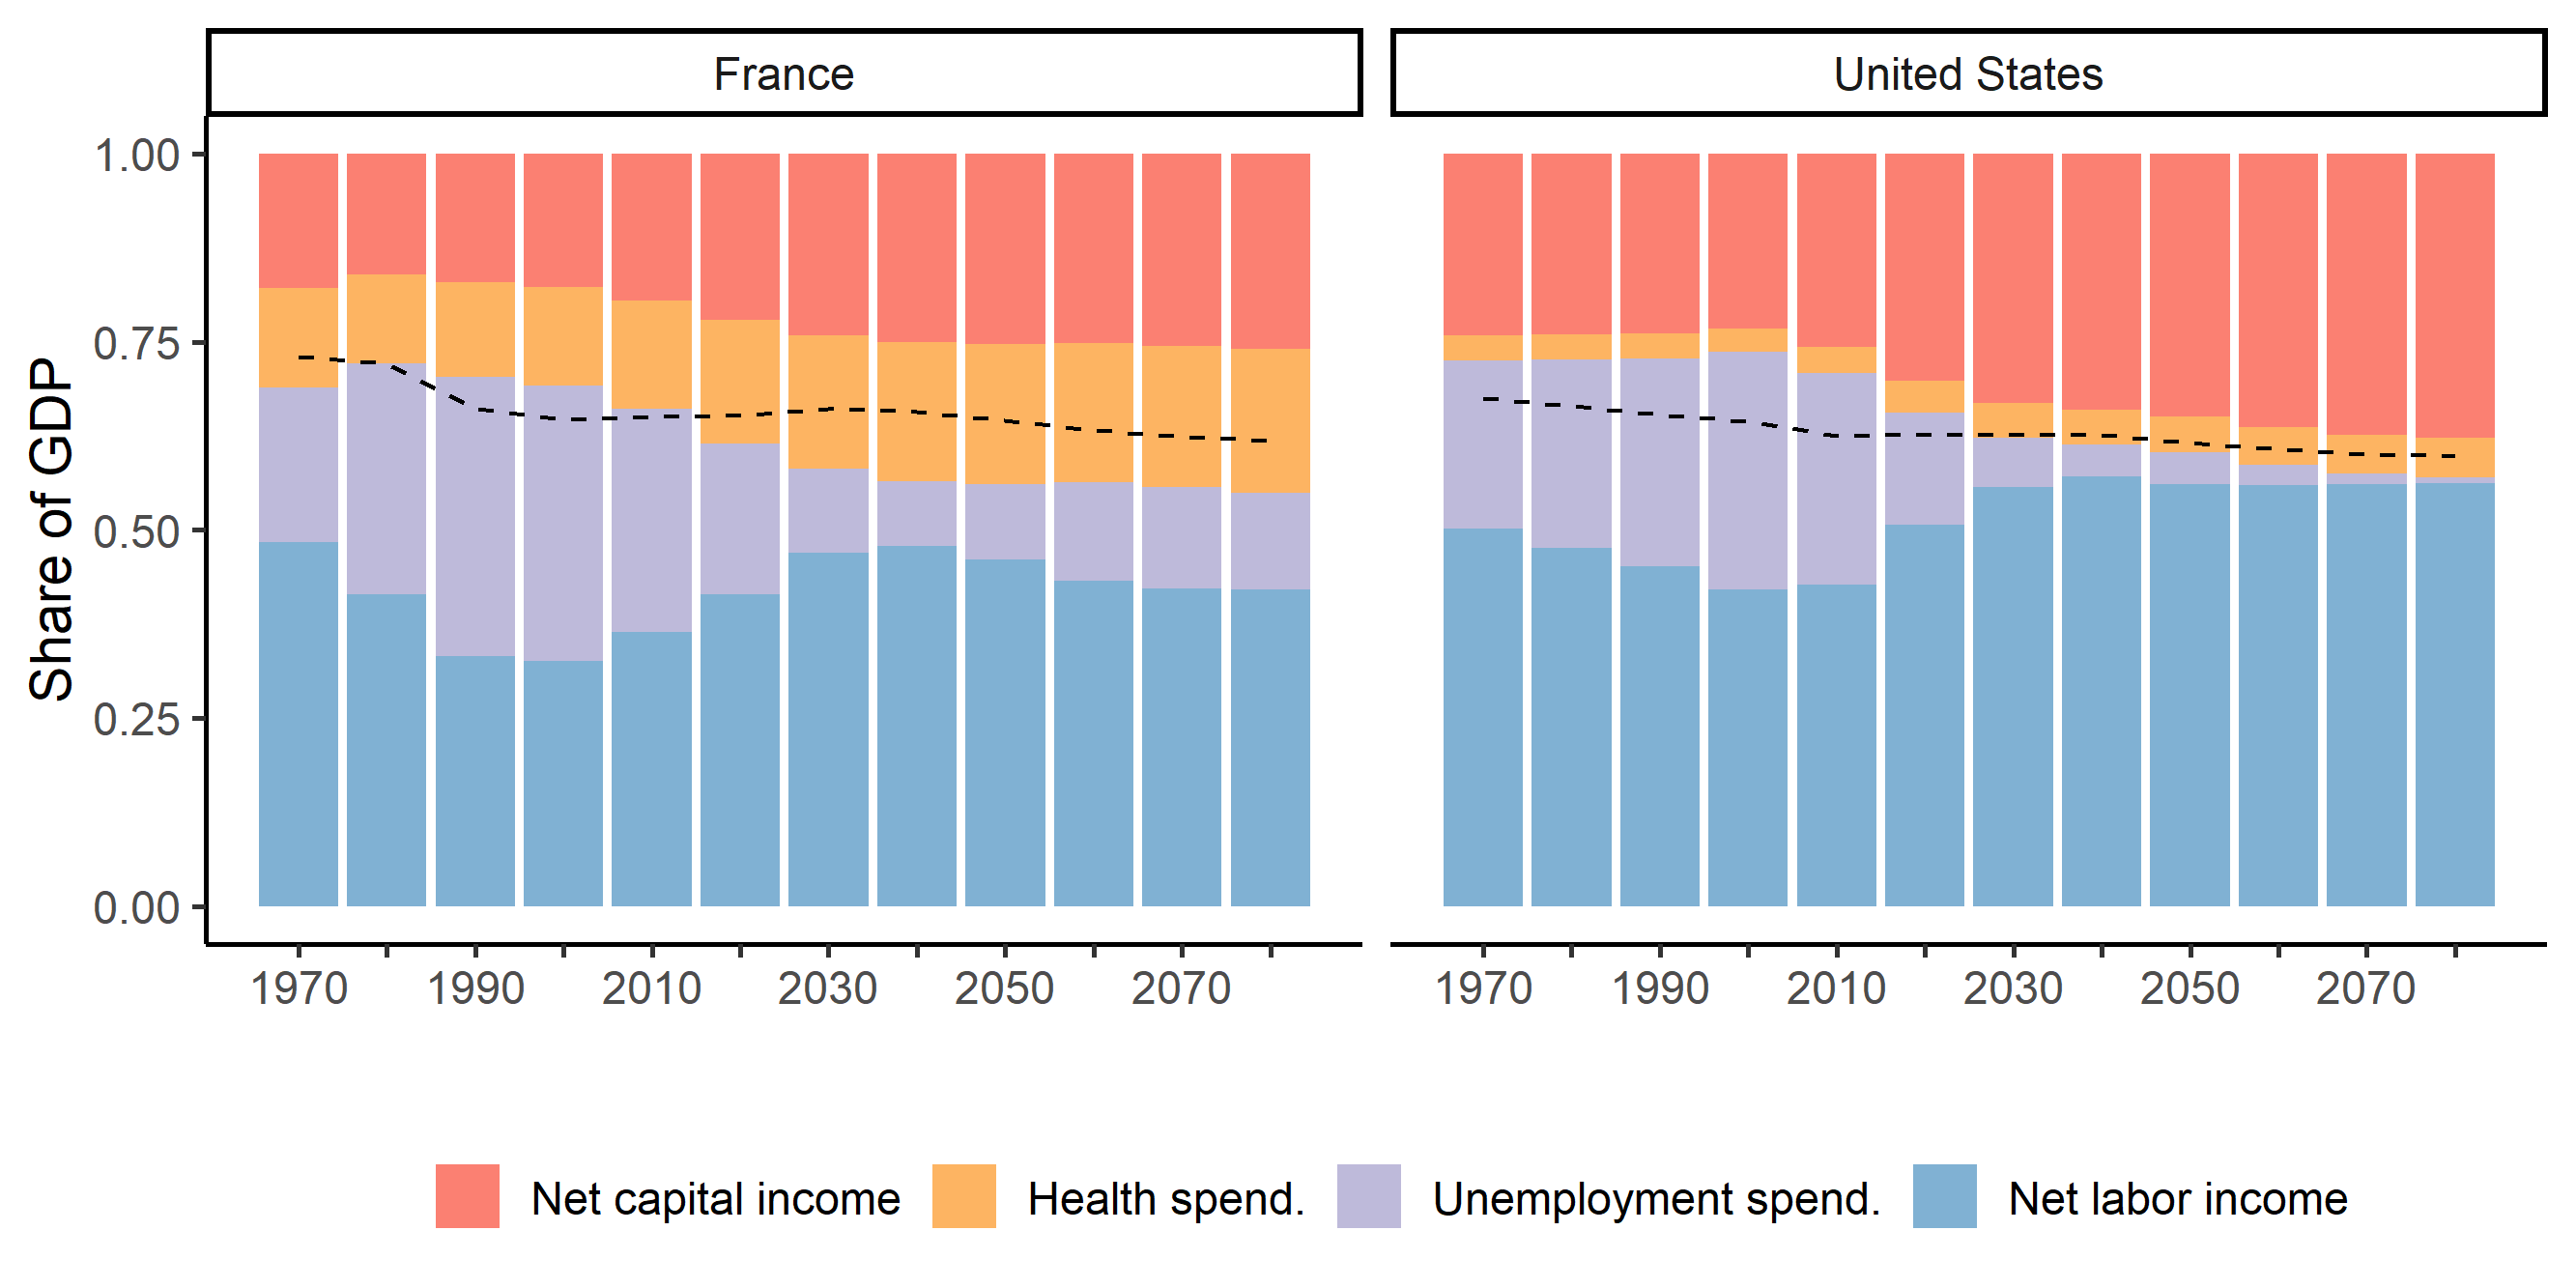 France
United States
Share of GDP
1.00
0.75
0.50
0.25
0.00
1970 1990 2010 2030 2050 2070
1970 1990 2010 2030 2050 2070
Net capital income Health spend. Unemployment spend. Net labor income